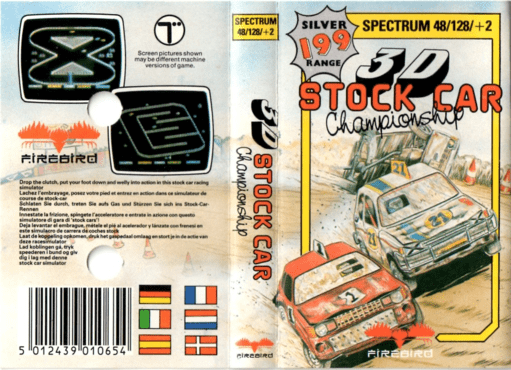 Screen pictures shown
may be different machine
versions of game.
FIREBIRD
Drop the clutch, put your foot down and welly into action in this stock car racing
simulator
Lachez l'embrayage, posez votre pied et entrez en action dans ce simulateur de
course de stock-car
Schieben Sie durch, treten Sie aufs Gas und Stürzen Sie sich ins Stock-Car-
Rennen
Innestate la frizione, spingete l'acceleratore e entrate in azione con questo
simulatore di gara di 'stock cars'!
Deja levantar el embrague, métele el pie al acelerador y lánzate con frenesí en
este simulacro de carrera de coches stock
Laat de koppeling opkomen, druk het gaspedaal omlaag en stort je in de actie van
deze racesimulator
Lad koblingen gå, tryk
speederen i bund og giv
dig i lag med denne
stock car simulator
5 012439 010654
SPECTRUM
48/128/+2
3D
STOCK CAR
Championship
FIREBIRD
SILVER
199
RANGE
SPECTRUM 48/128/+2
3D
STOCK CAR
Championship
21
1
FIREBIRD